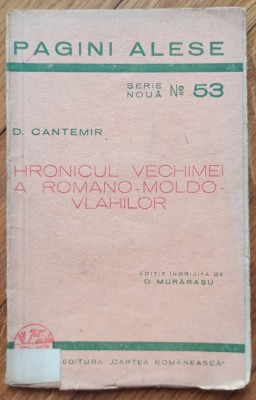 PAGINI ALESE
SERIE
NOUĂ Nº 53
D. CANTEMIR
HRONICUL VECHIMEI
A ROMANO-MOLDO-
VLAHILOR
EDIȚIE ÎNGRIJITĂ DE
D. MURĂRAȘU
EDITURA „CARTEA ROMÂNEASCĂ"